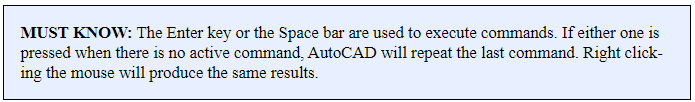 MUST KNOW: The Enter key or the Space bar are used to execute commands. If either one is
pressed when there is no active command, AutoCAD will repeat the last command. Right click-
ing the mouse will produce the same results.